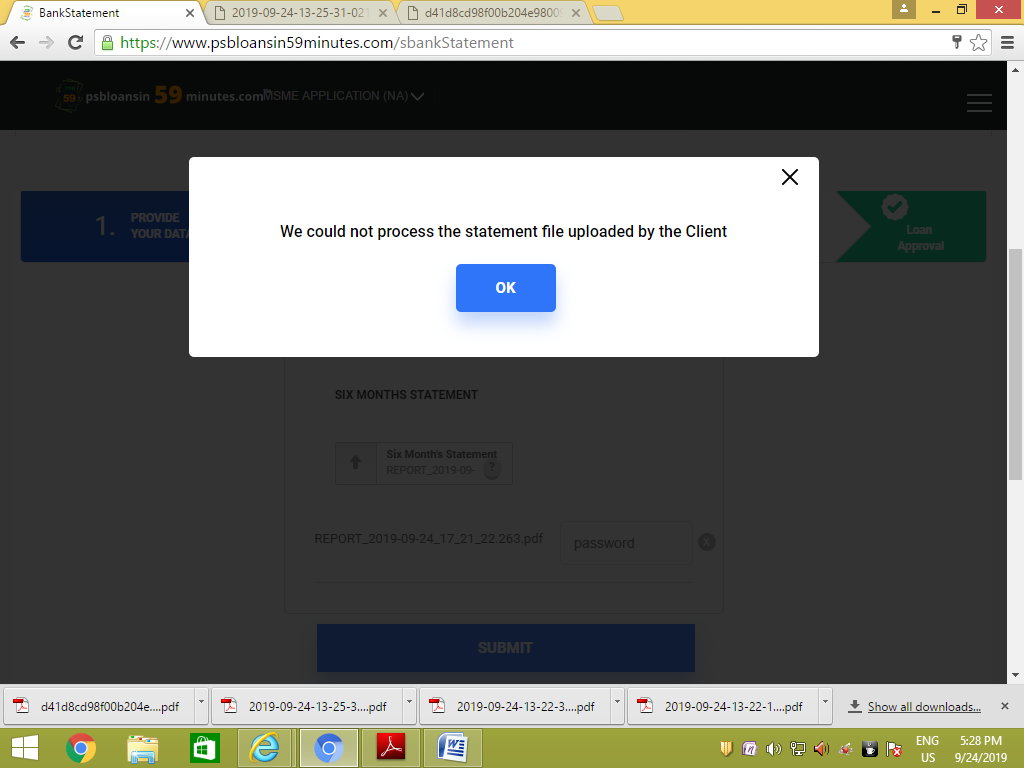 BankStatement
2019-09-24-13-25-31-021
d41d8cd98f00b204e9800
https://www.psbloansin59minutes.com/sbankStatement
psbloansin 59 minutes.com
MSME APPLICATION (NA)
1. PROVIDE
YOUR DATA
Loan
Approval
We could not process the statement file uploaded by the Client
OK
SIX MONTHS STATEMENT
Six Month's Statement
REPORT_2019-09-
?
REPORT_2019-09-24_17_21_22.263.pdf
password
X
SUBMIT
d41d8cd98f00b204e....pdf
2019-09-24-13-25-3....pdf
2019-09-24-13-22-3....pdf
2019-09-24-13-22-1....pdf
Show all downloads...
ENG
US
5:28 PM
9/24/2019